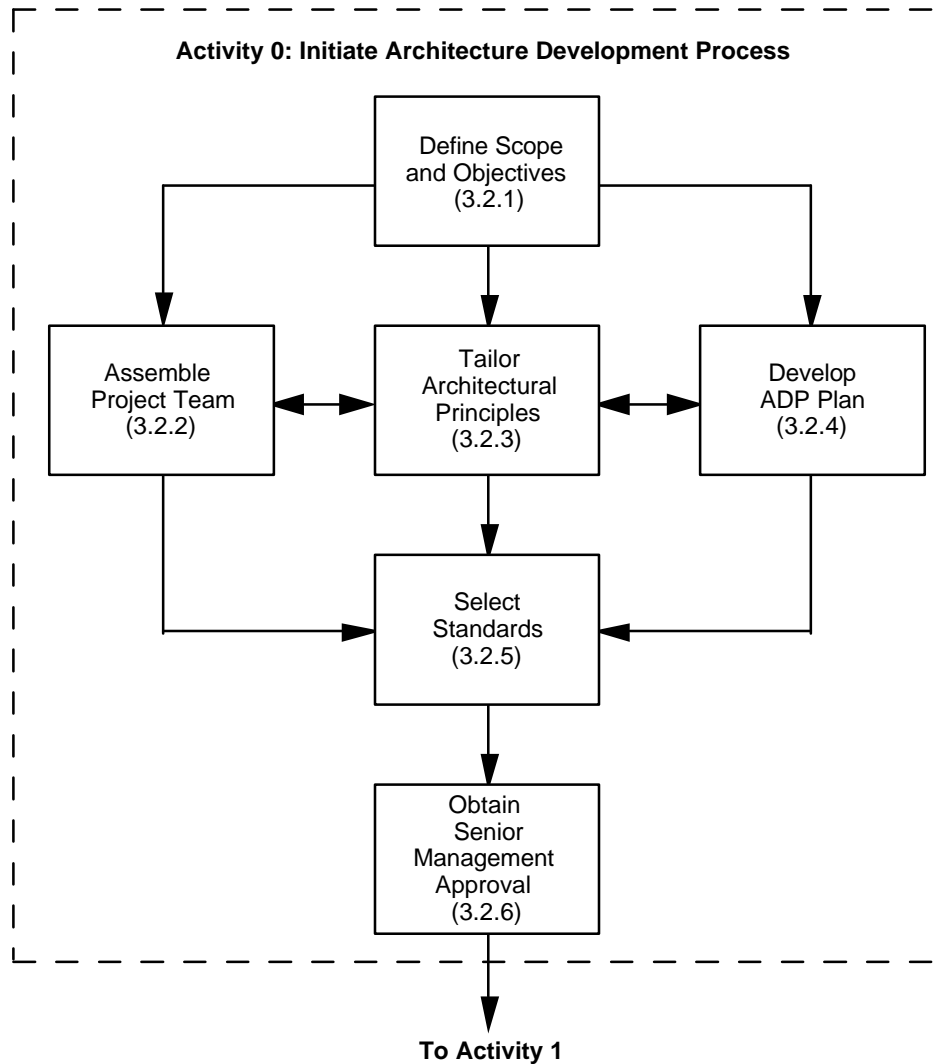 Activity 0: Initiate Architecture Development Process
Define Scope
and Objectives
(3.2.1)
Assemble
Project Team
(3.2.2)
Tailor
Architectural
Principles
(3.2.3)
Develop
ADP Plan
(3.2.4)
Select
Standards
(3.2.5)
Obtain
Senior
Management
Approval
(3.2.6)
To Activity 1